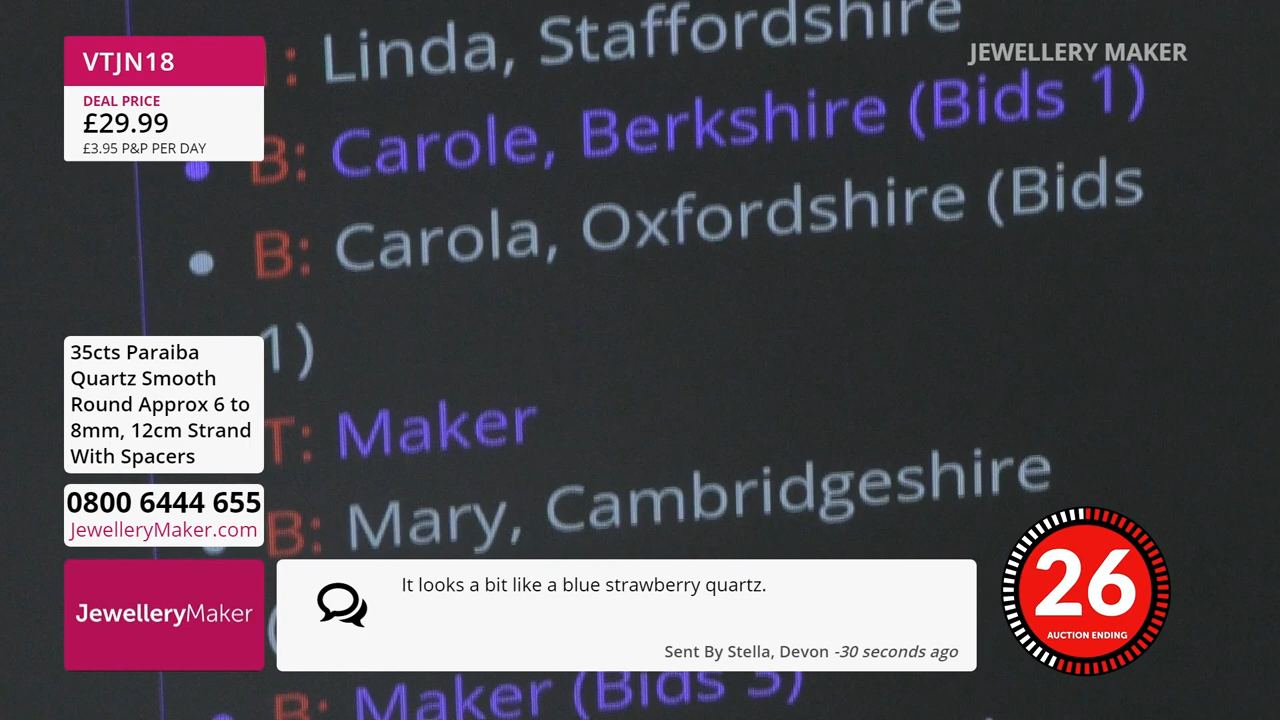 VTJN18
DEAL PRICE
£29.99
£3.95 P&P PER DAY
JEWELLERY MAKER
: Linda, Staffordshire
B: Carole, Berkshire (Bids 1)
B: Carola, Oxfordshire (Bids
1)
T: Maker
B: Mary, Cambridgeshire
(
B: Maker (Bids 3)
35cts Paraiba
Quartz Smooth
Round Approx 6 to
8mm, 12cm Strand
With Spacers
0800 6444 655
JewelleryMaker.com
JewelleryMaker
It looks a bit like a blue strawberry quartz.
Sent By Stella, Devon -30 seconds ago
26
AUCTION ENDING